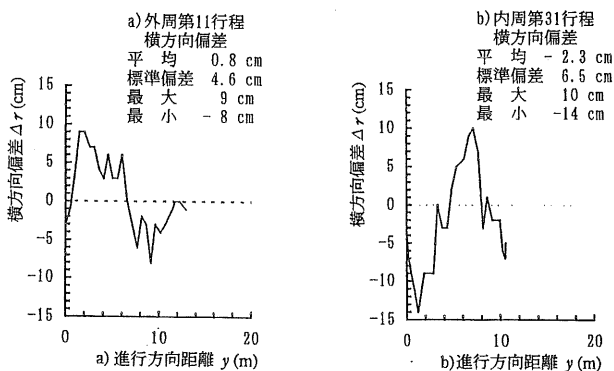 a)外周第11行程
横方向偏差
平　均　0.8 cm
標準偏差　4.6 cm
最　大　9 cm
最　小　-8 cm
横方向偏差 Δr(cm)
15
10
5
0
-5
-10
-15
0　10　20
a)進行方向距離 y(m)
b)内周第31行程
横方向偏差
平　均　-2.3 cm
標準偏差　6.5 cm
最　大　10 cm
最　小　-14 cm
横方向偏差 Δr(cm)
15
10
5
0
-5
-10
-15
0　10　20
b)進行方向距離 y(m)